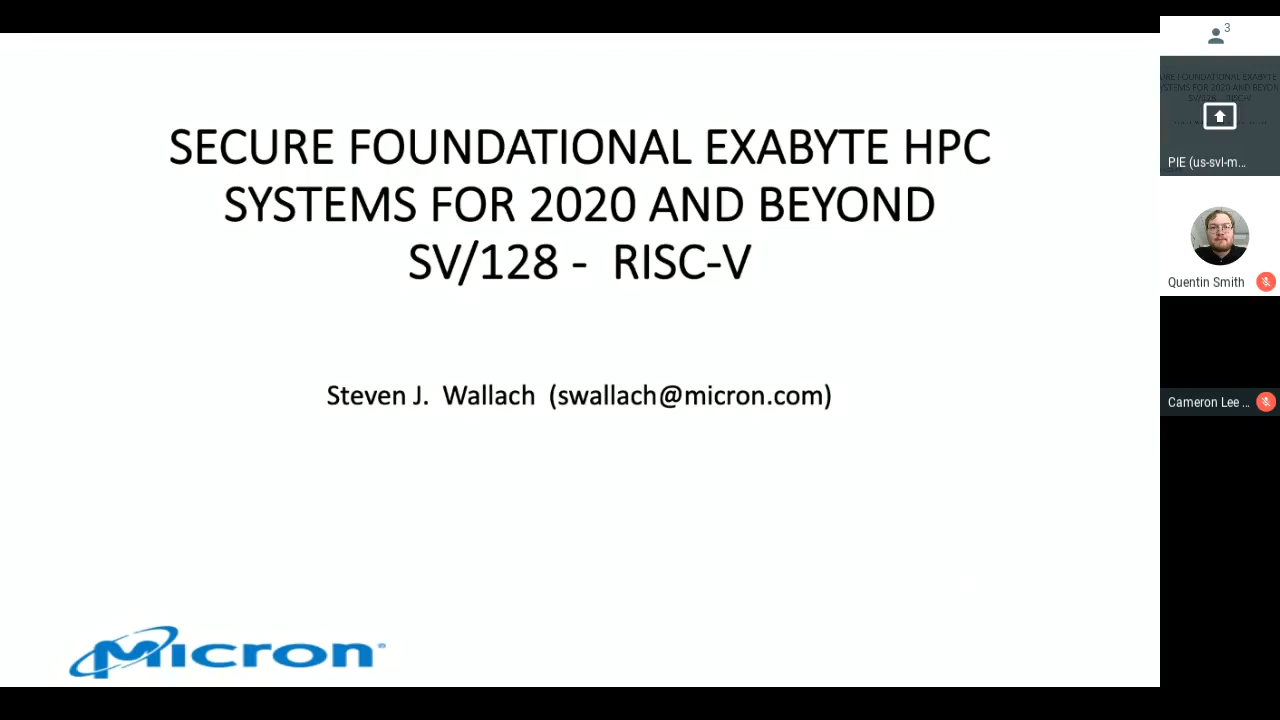 SECURE FOUNDATIONAL EXABYTE HPC
SYSTEMS FOR 2020 AND BEYOND
SV/128 - RISC-V
Steven J. Wallach (swallach@micron.com)
Micron®
3
PIE (us-svl-m...
Quentin Smith
Cameron Lee ...